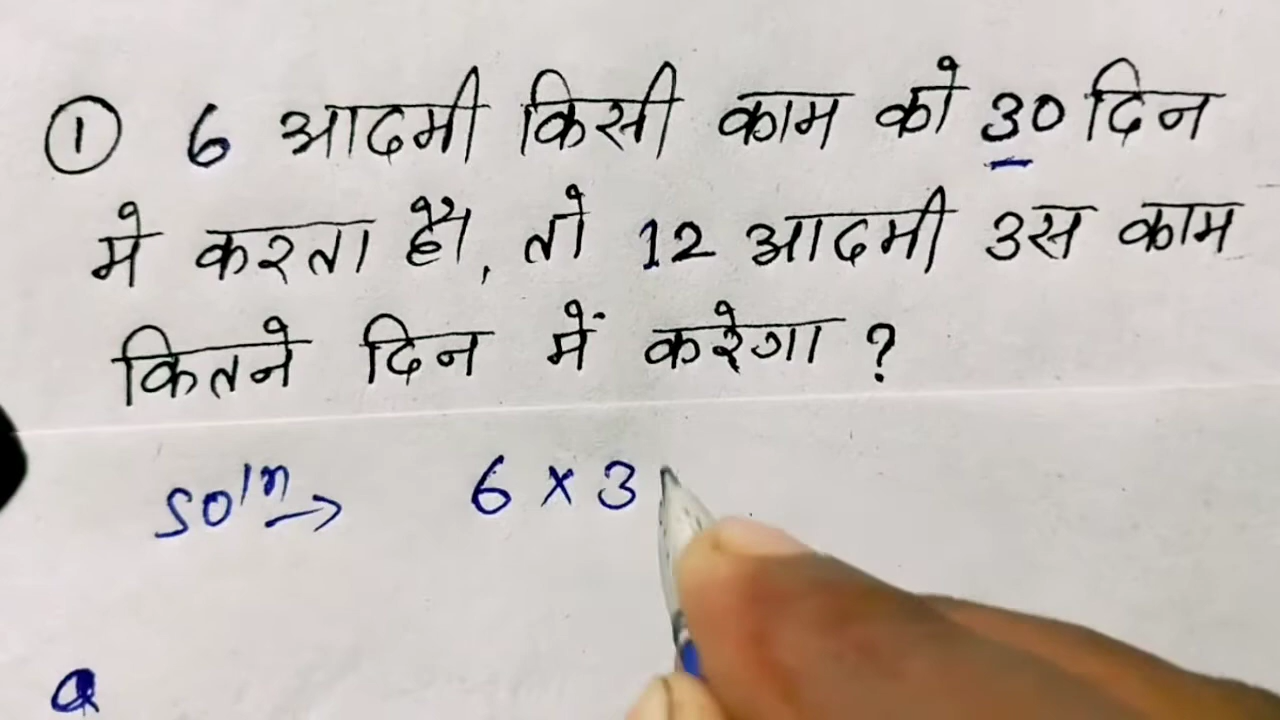 ① 6 आदमी किसी काम को 30 दिन
मे करता है, तो 12 आदमी उस काम
कितने दिन में करेगा ?
Solⁿ → 6 × 3
Q